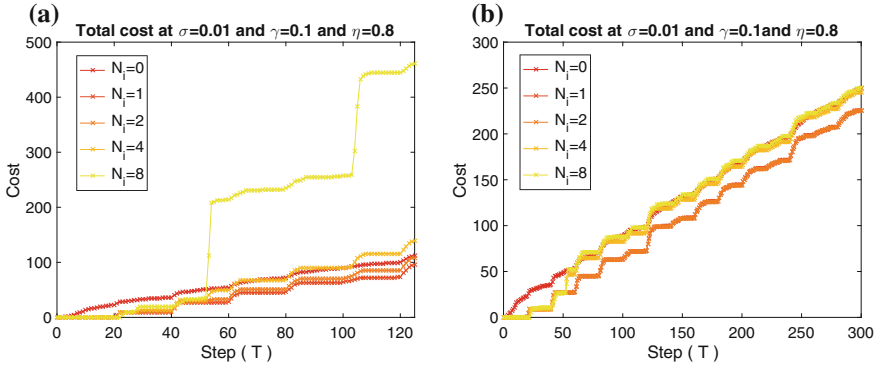 (a)
Total cost at σ=0.01 and γ=0.1 and η=0.8
500
400
300
200
100
0
Cost
N_i=0
N_i=1
N_i=2
N_i=4
N_i=8
0 20 40 60 80 100 120
Step ( T )
(b)
Total cost at σ=0.01 and γ=0.1and η=0.8
300
250
200
150
100
50
0
Cost
N_i=0
N_i=1
N_i=2
N_i=4
N_i=8
0 50 100 150 200 250 300
Step ( T )